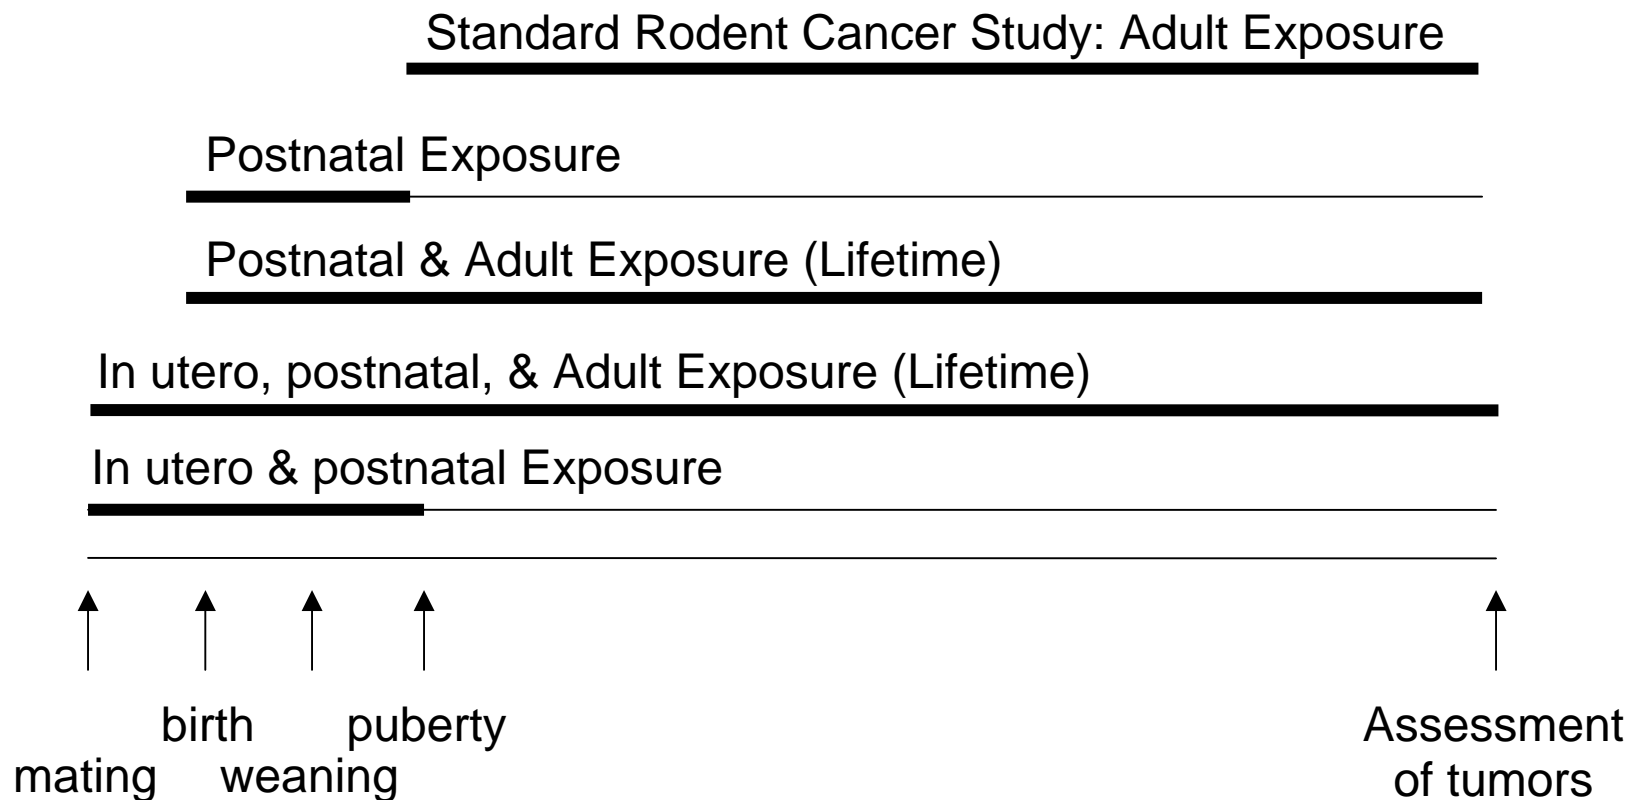 Standard Rodent Cancer Study: Adult Exposure
Postnatal Exposure
Postnatal & Adult Exposure (Lifetime)
In utero, postnatal, & Adult Exposure (Lifetime)
In utero & postnatal Exposure
birth puberty Assessment
mating weaning of tumors